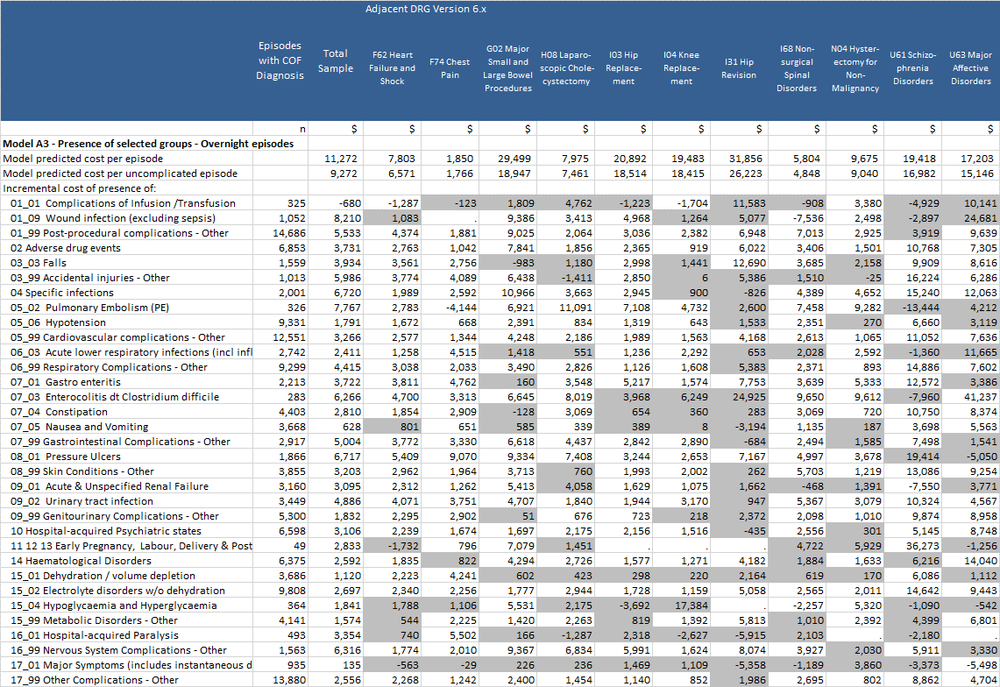 Adjacent DRG Version 6.x
Episodes with COF Diagnosis Total Sample F62 Heart Failure and Shock F74 Chest Pain G02 Major Small and Large Bowel Procedures H08 Laparo-scopic Chole-cystectomy I03 Hip Replace-ment I04 Knee Replace-ment I31 Hip Revision I68 Non-surgical Spinal Disorders N04 Hyster-ectomy for Non-Malignancy U61 Schizo-phrenia Disorders U63 Major Affective Disorders
n $ $ $ $ $ $ $ $ $ $ $ $
Model A3 - Presence of selected groups - Overnight episodes
Model predicted cost per episode 11,272 7,803 1,850 29,499 7,975 20,892 19,483 31,856 5,804 9,675 19,418 17,203
Model predicted cost per uncomplicated episode 9,272 6,571 1,766 18,947 7,461 18,514 18,415 26,223 4,848 9,040 16,982 15,146
Incremental cost of presence of:
01_01 Complications of Infusion /Transfusion 325 -680 -1,287 -123 1,809 4,762 -1,223 -1,704 11,583 -908 3,380 -4,929 10,141
01_09 Wound infection (excluding sepsis) 1,052 8,210 1,083 . 9,386 3,413 4,968 1,264 5,077 -7,536 2,498 -2,897 24,681
01_99 Post-procedural complications - Other 14,686 5,533 4,374 1,881 9,025 2,064 3,036 2,382 6,948 7,013 2,925 3,919 9,639
02 Adverse drug events 6,853 3,731 2,763 1,042 7,841 1,856 2,365 919 6,022 3,406 1,501 10,768 7,305
03_03 Falls 1,559 3,934 3,561 2,756 -983 1,180 2,998 1,441 12,690 3,685 2,158 9,909 8,616
03_99 Accidental injuries - Other 1,013 5,986 3,774 4,089 6,438 -1,411 2,850 6 5,386 1,510 -25 16,224 6,286
04 Specific infections 2,001 6,720 1,989 2,592 10,966 3,663 2,945 900 -826 4,389 4,652 15,240 12,063
05_02 Pulmonary Embolism (PE) 326 7,767 2,783 -4,144 6,921 11,091 7,108 4,732 2,600 7,458 9,282 -13,444 4,212
05_06 Hypotension 9,331 1,791 1,672 668 2,391 834 1,319 643 1,533 2,351 270 6,660 3,119
05_99 Cardiovascular complications - Other 12,551 3,266 2,577 1,344 4,248 2,186 1,989 1,563 4,168 2,613 1,065 11,052 7,636
06_03 Acute lower respiratory infections (incl infl 2,742 2,411 1,258 4,515 1,418 551 1,236 2,292 653 2,028 2,592 -1,360 11,665
06_99 Respiratory Complications - Other 9,299 4,415 3,038 2,033 3,490 2,826 1,126 1,608 5,383 2,371 893 14,886 7,602
07_01 Gastro enteritis 2,213 3,722 3,811 4,762 160 3,548 5,217 1,574 7,753 3,639 5,333 12,572 3,386
07_03 Enterocolitis dt Clostridium difficile 283 6,266 4,700 3,313 6,645 8,019 3,968 6,249 24,925 9,650 9,612 -7,960 41,237
07_04 Constipation 4,403 2,810 1,854 2,909 -128 3,069 654 360 283 3,069 720 10,750 8,374
07_05 Nausea and Vomiting 3,668 628 801 651 585 339 389 8 -3,194 1,135 187 3,698 5,563
07_99 Gastrointestinal Complications - Other 2,917 5,004 3,772 3,330 6,618 4,437 2,842 2,890 -684 2,494 1,585 7,498 1,541
08_01 Pressure Ulcers 1,866 6,717 5,409 9,070 9,334 7,408 3,244 2,653 7,167 4,997 3,678 19,414 -5,050
08_99 Skin Conditions - Other 3,855 3,203 2,962 1,964 3,713 760 1,993 2,002 262 5,703 1,219 13,086 9,254
09_01 Acute & Unspecified Renal Failure 3,160 3,095 2,312 1,262 5,413 4,058 1,629 1,075 1,662 -468 1,391 -7,550 3,771
09_02 Urinary tract infection 3,449 4,886 4,071 3,751 4,707 1,840 1,944 3,170 947 5,367 3,079 10,324 4,567
09_99 Genitourinary Complications - Other 5,300 1,832 2,295 2,902 51 676 723 218 2,372 2,098 1,010 9,874 8,958
10 Hospital-acquired Psychiatric states 6,598 3,106 2,239 1,674 1,697 2,175 2,156 1,516 -435 2,556 301 5,145 8,748
11 12 13 Early Pregnancy, Labour, Delivery & Post 49 2,833 -1,732 796 7,079 1,451 . . . 4,722 5,929 36,273 -1,256
14 Haematological Disorders 6,375 2,592 1,835 822 4,294 2,726 1,577 1,271 4,182 1,884 1,633 6,216 14,040
15_01 Dehydration / volume depletion 3,686 1,120 2,223 4,241 602 423 298 220 2,164 619 170 6,086 1,112
15_02 Electrolyte disorders w/o dehydration 9,808 2,697 2,340 2,256 1,777 2,944 1,728 1,159 5,058 2,565 2,011 14,642 9,443
15_04 Hypoglycaemia and Hyperglycaemia 364 1,841 1,788 1,106 5,531 2,175 -3,692 17,384 . -2,257 5,320 -1,090 -542
15_99 Metabolic Disorders - Other 4,141 1,574 544 2,225 1,420 2,263 819 1,392 5,813 1,010 2,392 4,399 6,801
16_01 Hospital-acquired Paralysis 493 3,354 740 5,502 166 -1,287 2,318 -2,627 -5,915 2,103 . -2,180 .
16_99 Nervous System Complications - Other 1,563 6,316 1,774 2,010 9,367 6,834 5,991 1,624 8,074 3,927 2,030 5,911 3,330
17_01 Major Symptoms (includes instantaneous d 935 135 -563 -29 226 236 1,469 1,109 -5,358 -1,189 3,860 -3,373 -5,498
17_99 Other Complications - Other 13,880 2,556 2,268 1,242 2,400 1,454 1,140 852 1,986 2,695 802 8,862 4,704